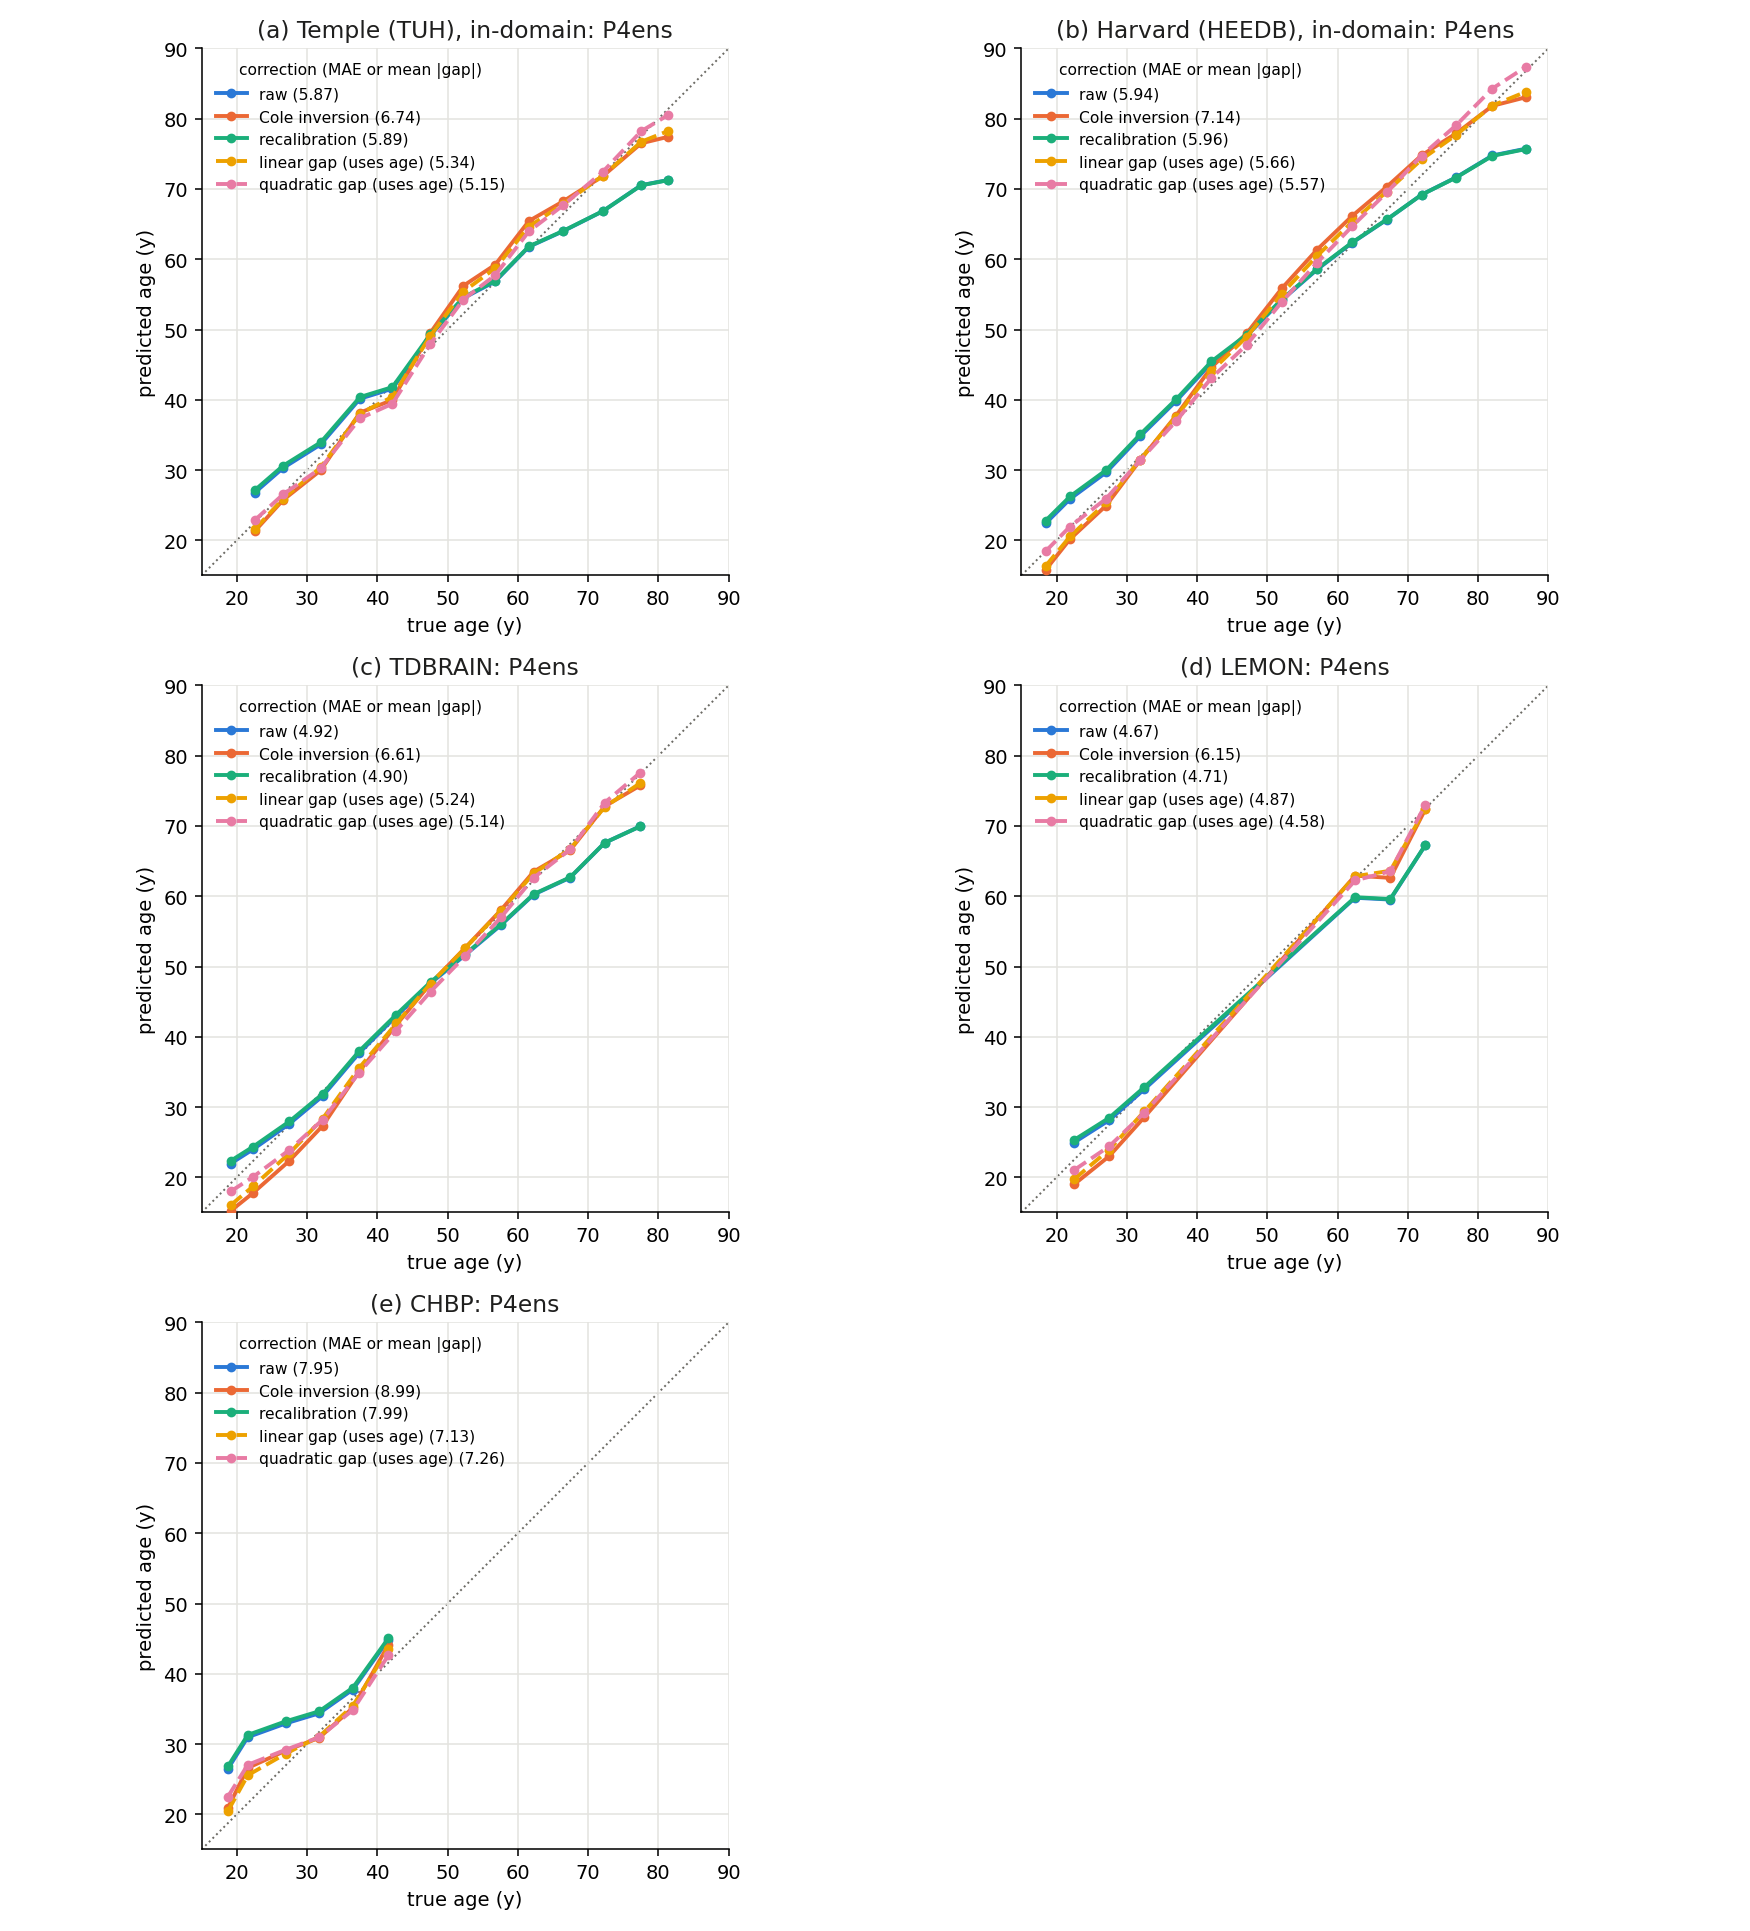 (a) Temple (TUH), in-domain: P4ens
correction (MAE or mean |gap|)
raw (5.87)
Cole inversion (6.74)
recalibration (5.89)
linear gap (uses age) (5.34)
quadratic gap (uses age) (5.15)
90
80
70
60
50
40
30
20
predicted age (y)
20 30 40 50 60 70 80 90
true age (y)
(b) Harvard (HEEDB), in-domain: P4ens
correction (MAE or mean |gap|)
raw (5.94)
Cole inversion (7.14)
recalibration (5.96)
linear gap (uses age) (5.66)
quadratic gap (uses age) (5.57)
90
80
70
60
50
40
30
20
predicted age (y)
20 30 40 50 60 70 80 90
true age (y)
(c) TDBRAIN: P4ens
correction (MAE or mean |gap|)
raw (4.92)
Cole inversion (6.61)
recalibration (4.90)
linear gap (uses age) (5.24)
quadratic gap (uses age) (5.14)
90
80
70
60
50
40
30
20
predicted age (y)
20 30 40 50 60 70 80 90
true age (y)
(d) LEMON: P4ens
correction (MAE or mean |gap|)
raw (4.67)
Cole inversion (6.15)
recalibration (4.71)
linear gap (uses age) (4.87)
quadratic gap (uses age) (4.58)
90
80
70
60
50
40
30
20
predicted age (y)
20 30 40 50 60 70 80 90
true age (y)
(e) CHBP: P4ens
correction (MAE or mean |gap|)
raw (7.95)
Cole inversion (8.99)
recalibration (7.99)
linear gap (uses age) (7.13)
quadratic gap (uses age) (7.26)
90
80
70
60
50
40
30
20
predicted age (y)
20 30 40 50 60 70 80 90
true age (y)